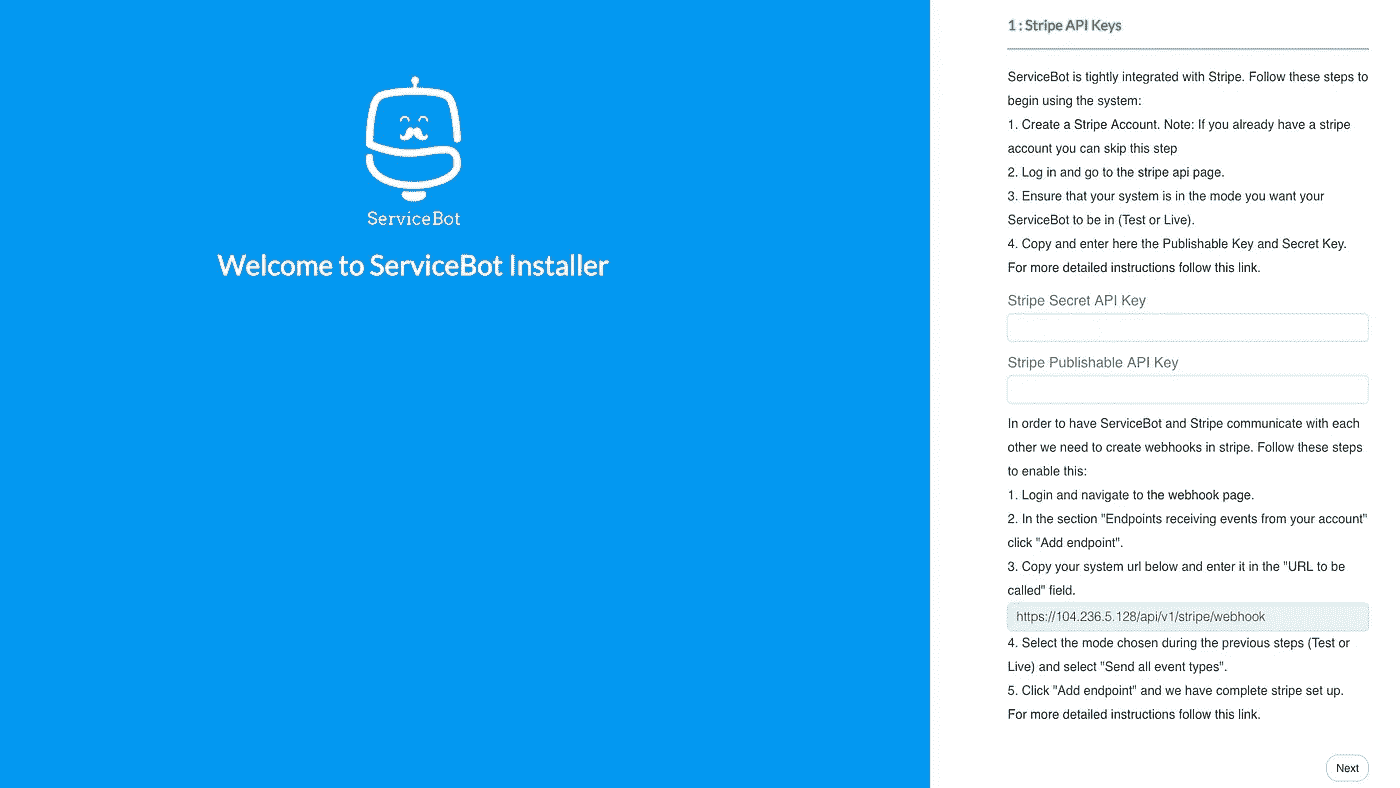 ServiceBot
Welcome to ServiceBot Installer
1 : Stripe API Keys
ServiceBot is tightly integrated with Stripe. Follow these steps to
begin using the system:
1. Create a Stripe Account. Note: If you already have a stripe
account you can skip this step
2. Log in and go to the stripe api page.
3. Ensure that your system is in the mode you want your
ServiceBot to be in (Test or Live).
4. Copy and enter here the Publishable Key and Secret Key.
For more detailed instructions follow this link.
Stripe Secret API Key
Stripe Publishable API Key
In order to have ServiceBot and Stripe communicate with each
other we need to create webhooks in stripe. Follow these steps
to enable this:
1. Login and navigate to the webhook page.
2. In the section "Endpoints receiving events from your account"
click "Add endpoint".
3. Copy your system url below and enter it in the "URL to be
called" field.
https://104.236.5.128/api/v1/stripe/webhook
4. Select the mode chosen during the previous steps (Test or
Live) and select "Send all event types".
5. Click "Add endpoint" and we have complete stripe set up.
For more detailed instructions follow this link.
Next